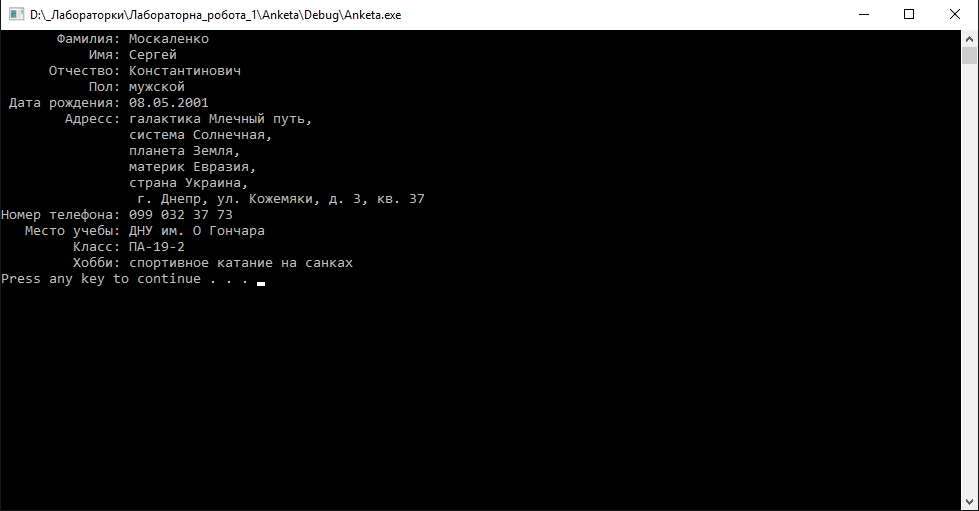 D:\_Лабораторки\Лабораторна_робота_1\Anketa\Debug\Anketa.exe
Фамилия: Москаленко
Имя: Сергей
Отчество: Константинович
Пол: мужской
Дата рождения: 08.05.2001
Адресс: галактика Млечный путь,
система Солнечная,
планета Земля,
материк Евразия,
страна Украина,
г. Днепр, ул. Кожемяки, д. 3, кв. 37
Номер телефона: 099 032 37 73
Место учебы: ДНУ им. О Гончара
Класс: ПА-19-2
Хобби: спортивное катание на санках
Press any key to continue . . .